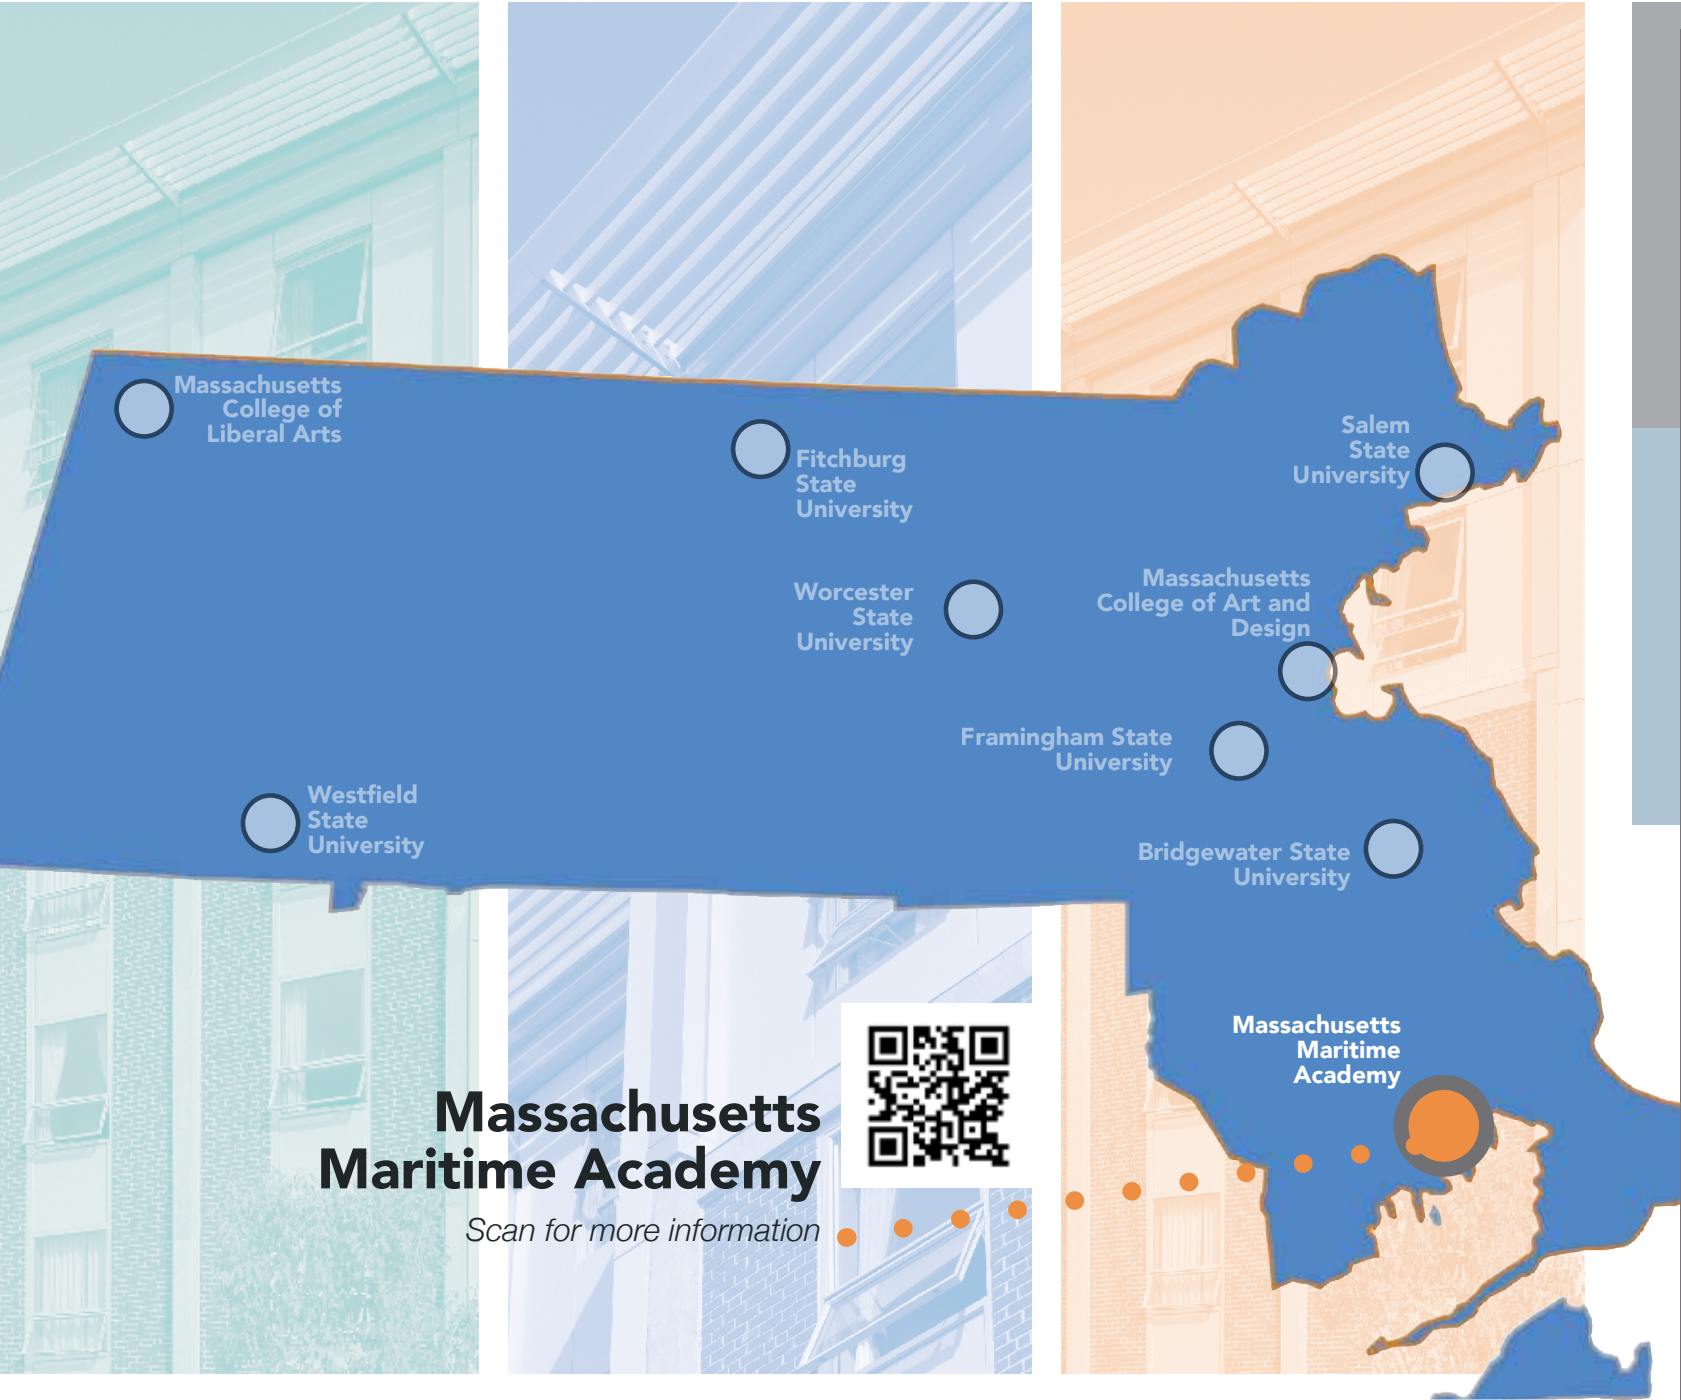 Massachusetts
College of
Liberal Arts
Fitchburg
State
University
Salem
State
University
Worcester
State
University
Massachusetts
College of Art and
Design
Framingham State
University
Westfield
State
University
Bridgewater State
University
Massachusetts
Maritime
Academy
Massachusetts
Maritime Academy
Scan for more information